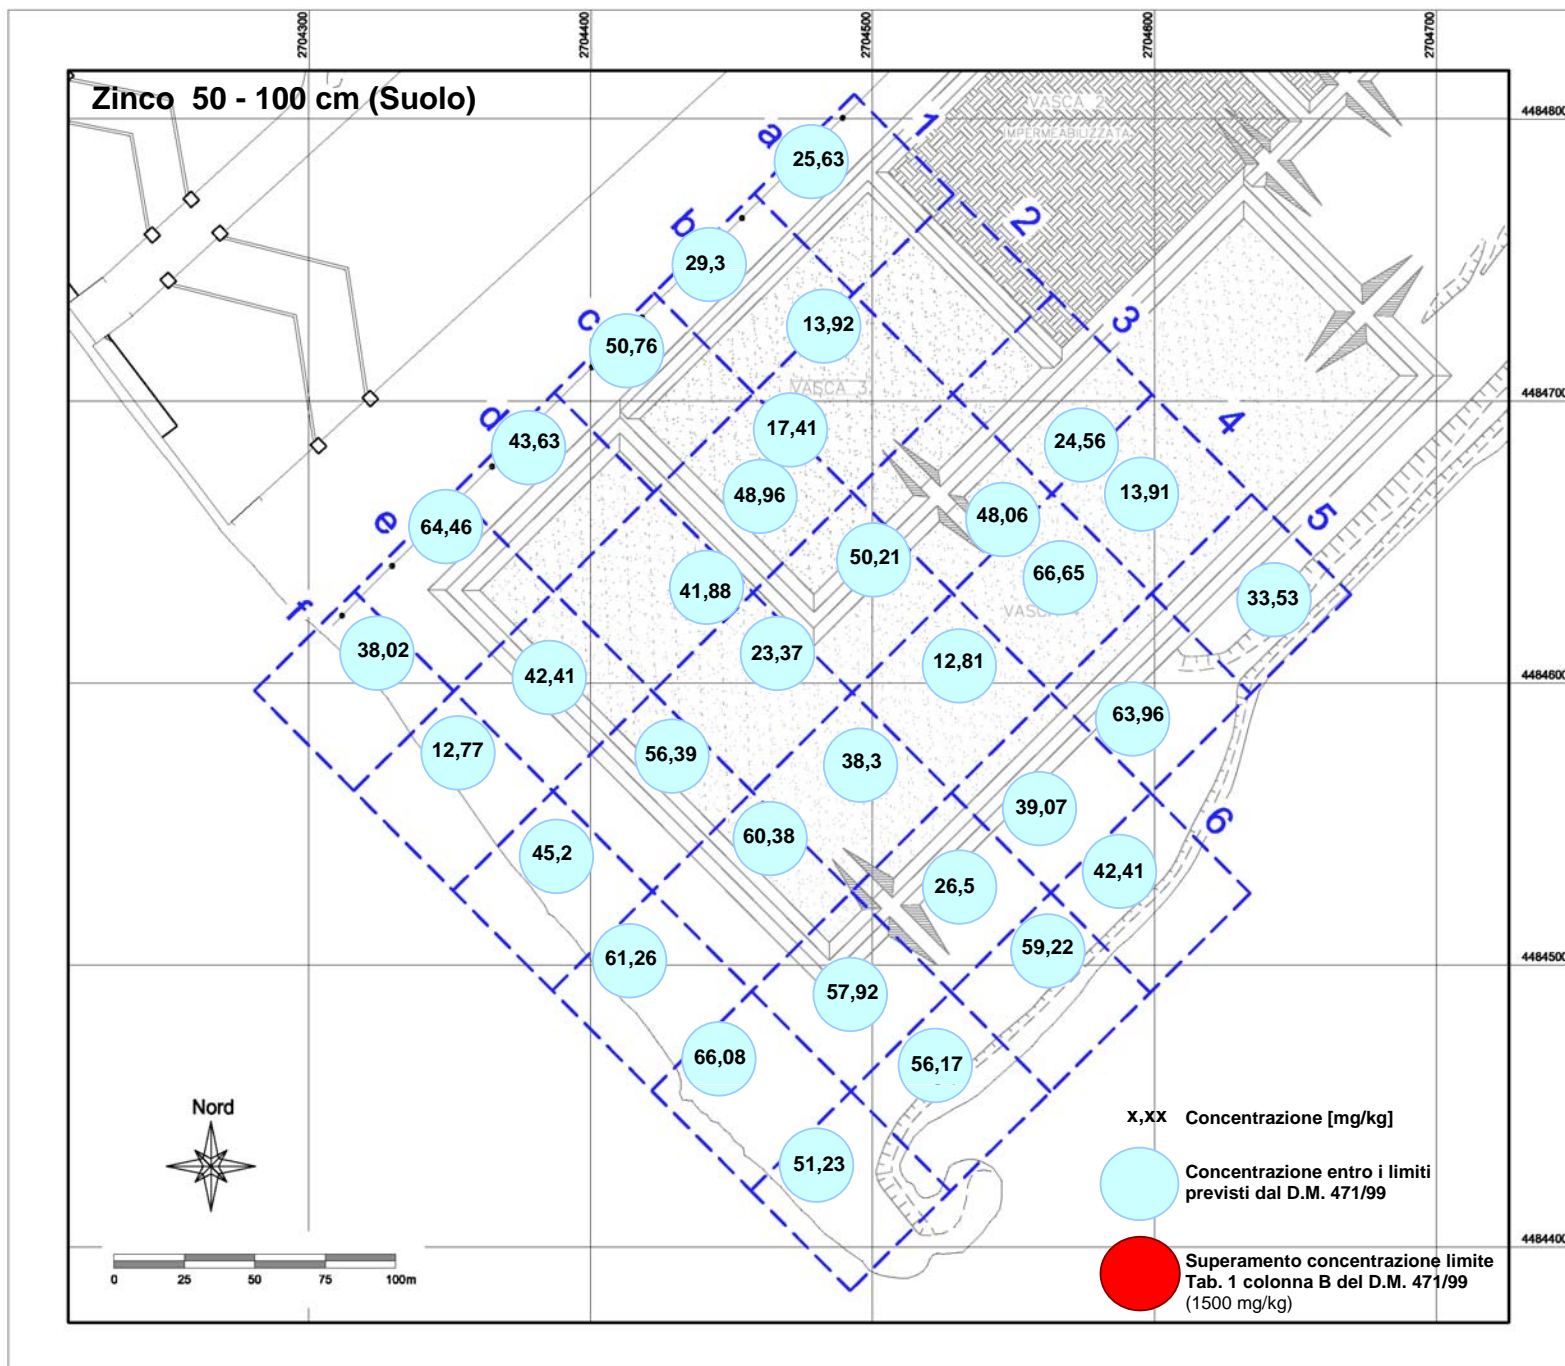 2704300
2704400
2704500
2704600
2704700
Zinco 50 - 100 cm (Suolo)
VASCA 2
IMPERMEABILIZZATA
4484800
a
1
25,63
b
2
29,3
c
13,92
3
50,76
VASCA 3
4484700
d
43,63
17,41
24,56
4
48,96
13,91
e
64,46
48,06
5
50,21
66,65
41,88
33,53
f
38,02
23,37
12,81
42,41
4484600
63,96
12,77
56,39
38,3
39,07
6
60,38
45,2
42,41
26,5
59,22
61,26
4484500
57,92
66,08
56,17
Nord
x,xx Concentrazione [mg/kg]
51,23
Concentrazione entro i limiti
previsti dal D.M. 471/99
4484400
Superamento concentrazione limite
Tab. 1 colonna B del D.M. 471/99
(1500 mg/kg)
0 25 50 75 100m